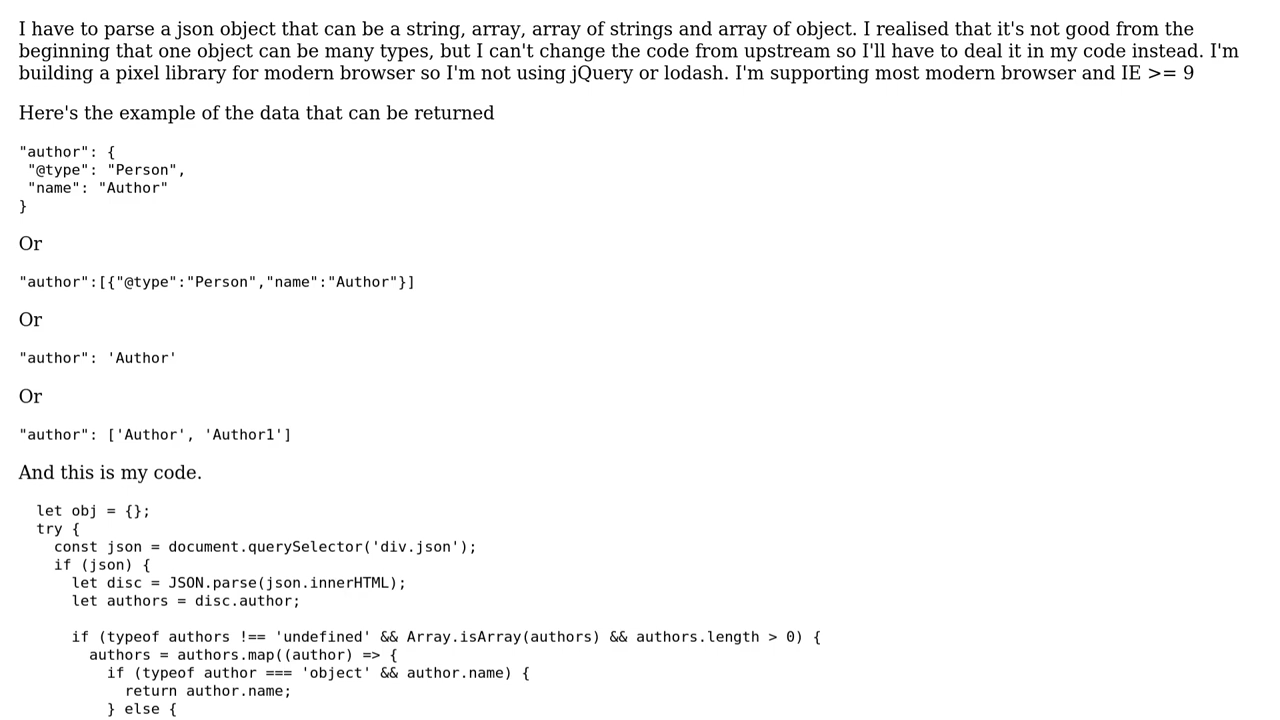 I have to parse a json object that can be a string, array, array of strings and array of object. I realised that it's not good from the
beginning that one object can be many types, but I can't change the code from upstream so I'll have to deal it in my code instead. I'm
building a pixel library for modern browser so I'm not using jQuery or lodash. I'm supporting most modern browser and IE >= 9
Here's the example of the data that can be returned
"author": {
 "@type": "Person",
 "name": "Author"
}
Or
"author":[{"@type":"Person","name":"Author"}]
Or
"author": 'Author'
Or
"author": ['Author', 'Author1']
And this is my code.
  let obj = {};
  try {
    const json = document.querySelector('div.json');
    if (json) {
      let disc = JSON.parse(json.innerHTML);
      let authors = disc.author;
      if (typeof authors !== 'undefined' && Array.isArray(authors) && authors.length > 0) {
        authors = authors.map((author) => {
          if (typeof author === 'object' && author.name) {
            return author.name;
          } else {